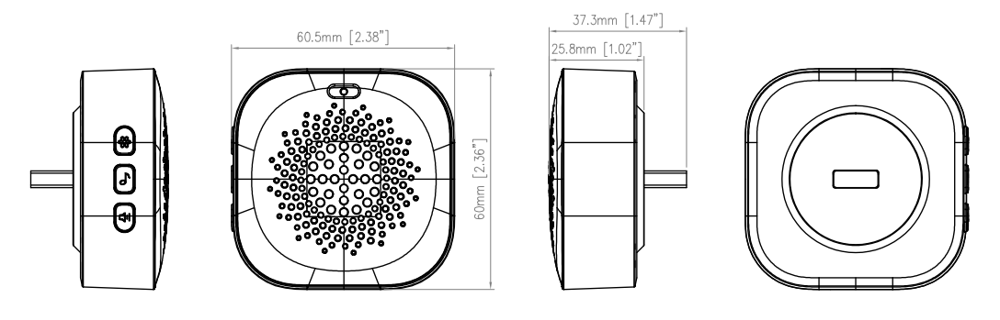 37.3mm [1.47"]
60.5mm [2.38"]
25.8mm [1.02"]
60mm [2.36"]